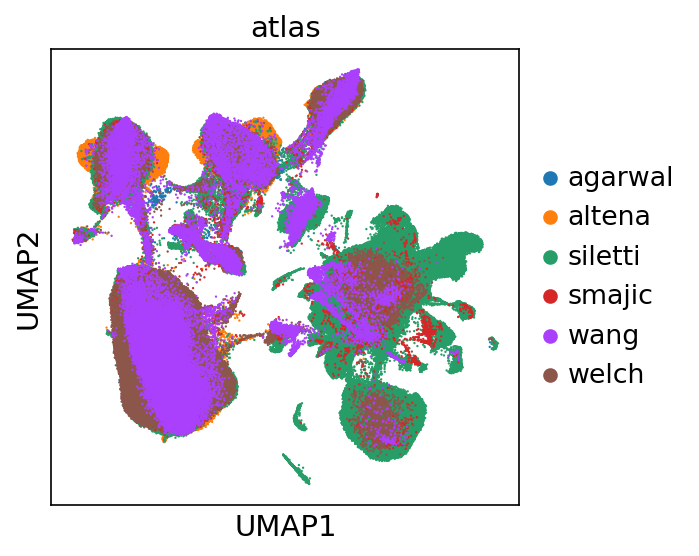 atlas
UMAP2
UMAP1
agarwal
altena
siletti
smajic
wang
welch